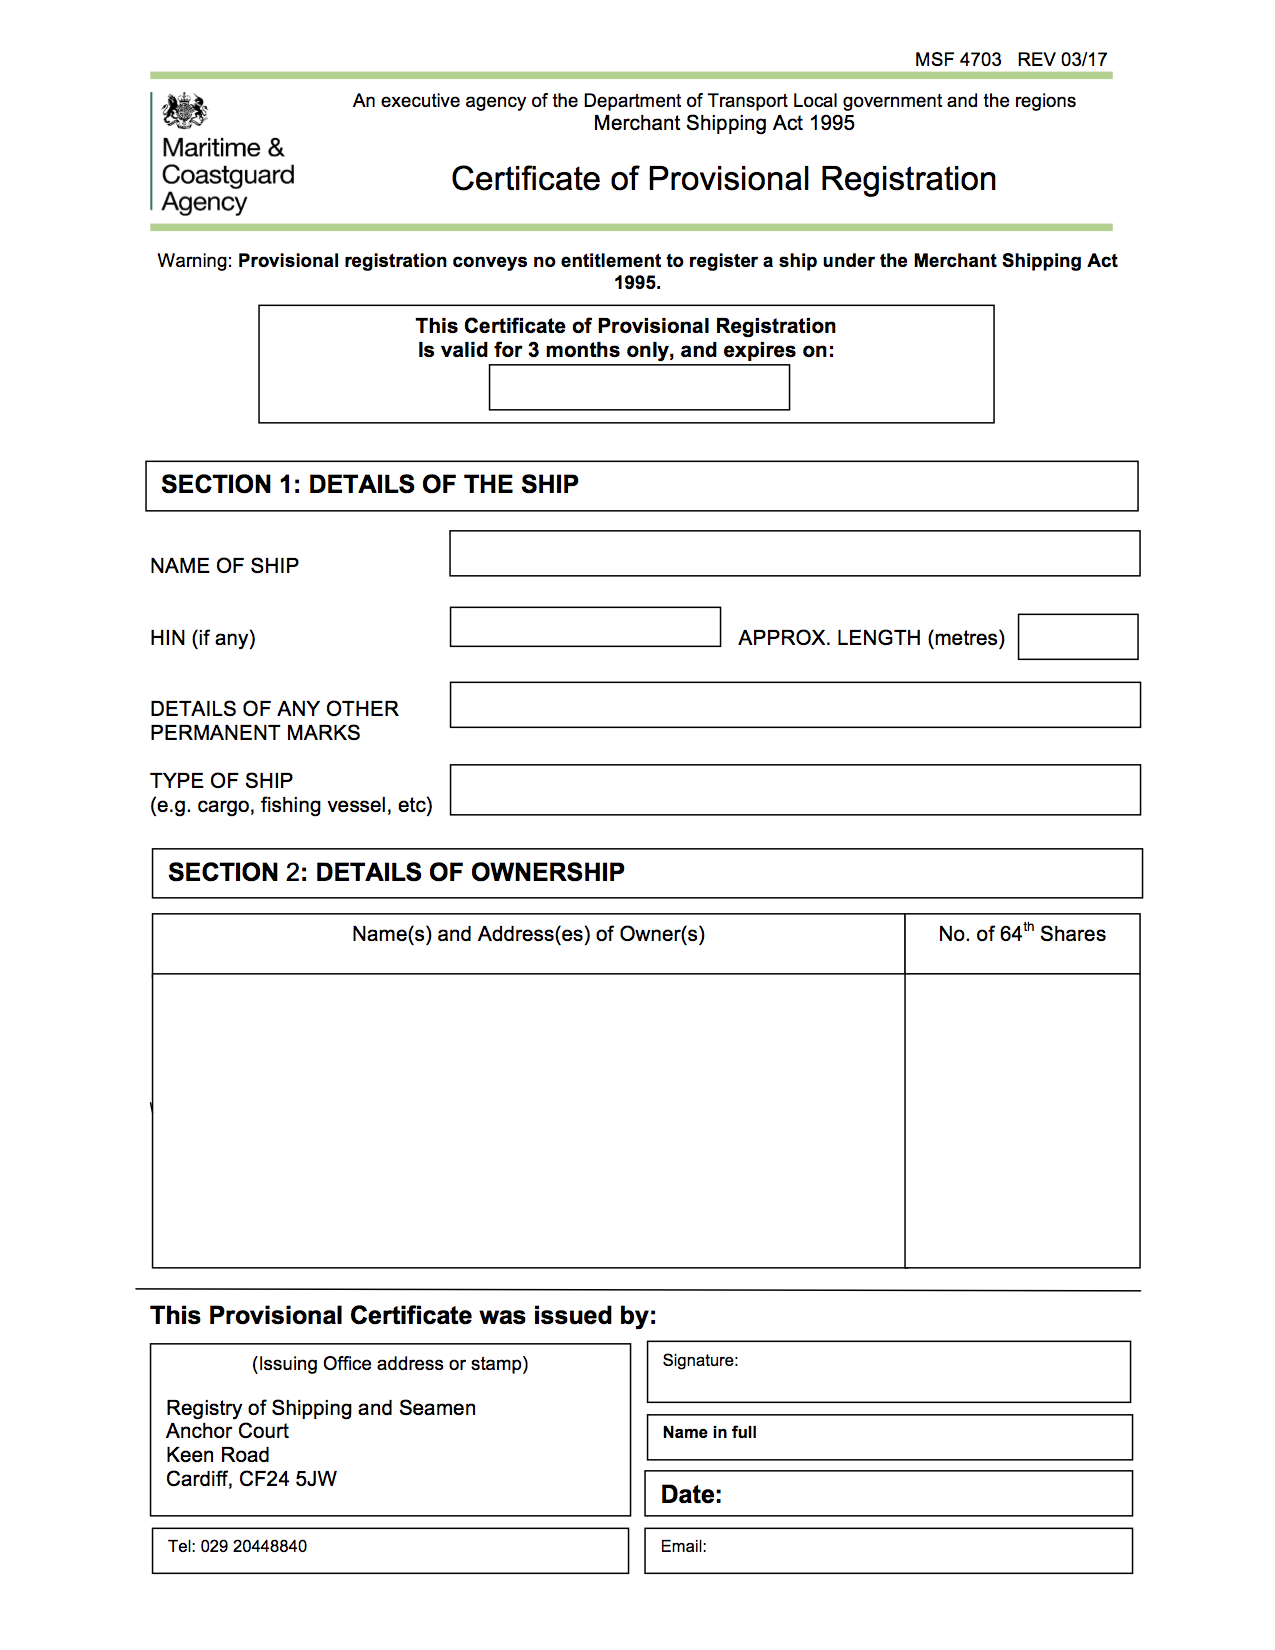 MSF 4703 REV 03/17
An executive agency of the Department of Transport Local government and the regions
Merchant Shipping Act 1995
Maritime &
Coastguard
Agency
Certificate of Provisional Registration
Warning: Provisional registration conveys no entitlement to register a ship under the Merchant Shipping Act
1995.
This Certificate of Provisional Registration
Is valid for 3 months only, and expires on:
SECTION 1: DETAILS OF THE SHIP
NAME OF SHIP
HIN (if any)
APPROX. LENGTH (metres)
DETAILS OF ANY OTHER
PERMANENT MARKS
TYPE OF SHIP
(e.g. cargo, fishing vessel, etc)
SECTION 2: DETAILS OF OWNERSHIP
Name(s) and Address(es) of Owner(s)
No. of 64th Shares
This Provisional Certificate was issued by:
(Issuing Office address or stamp)
Registry of Shipping and Seamen
Anchor Court
Keen Road
Cardiff, CF24 5JW
Signature:
Name in full
Date:
Tel: 029 20448840
Email: